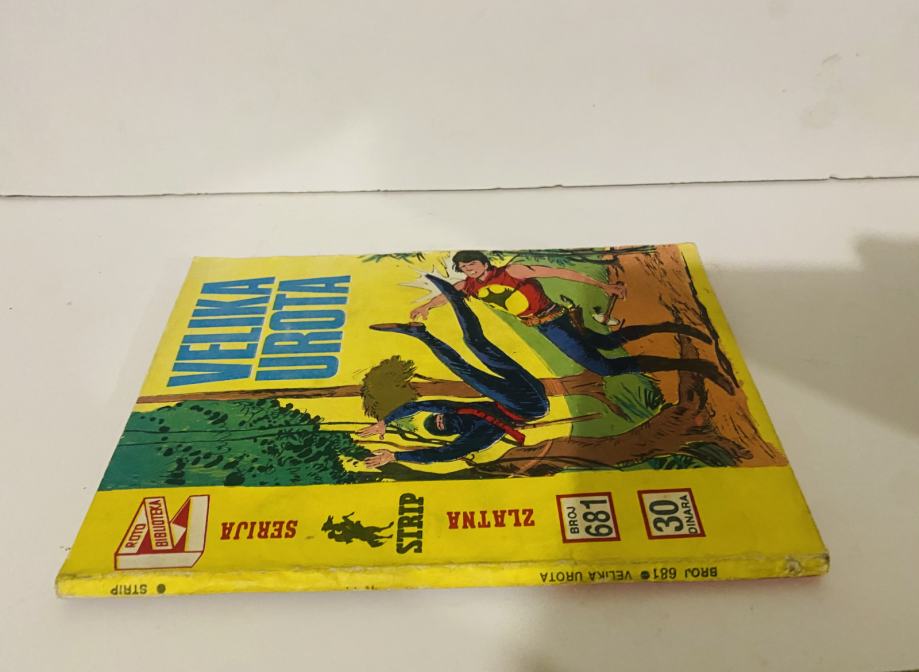 VELIKA
UROTA
ROTO
BIBLIOTEKA
ZLATNA
SERIJA
STRIP
BROJ
681
30
DINARA
BROJ 681 ● VELIKA UROTA
● STRIP